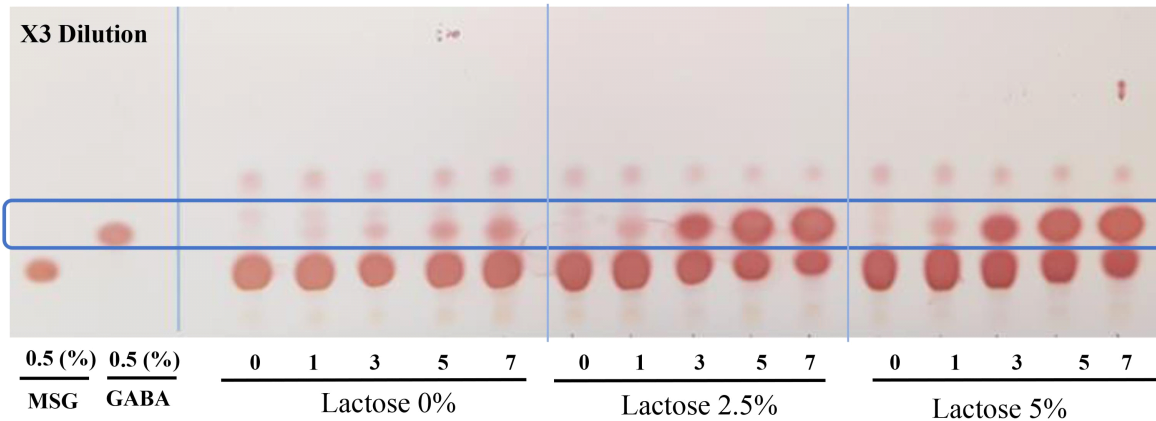 X3 Dilution
0.5 (%) 0.5 (%) 0 1 3 5 7 0 1 3 5 7 0 1 3 5 7
MSG GABA Lactose 0% Lactose 2.5% Lactose 5%